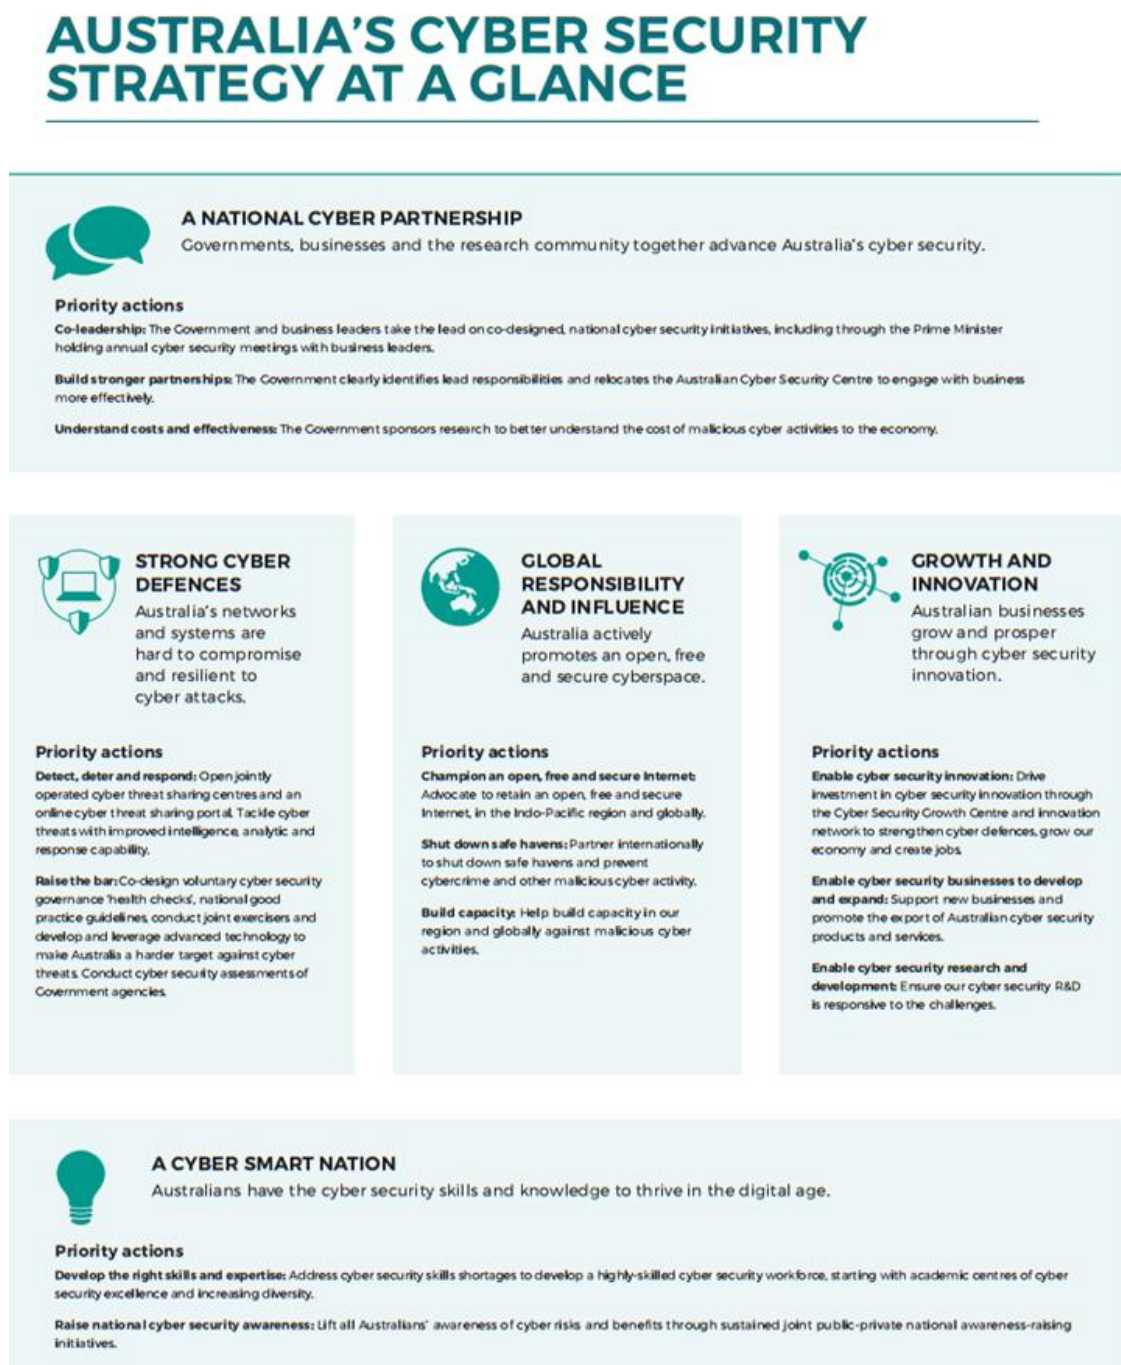 AUSTRALIA'S CYBER SECURITY
STRATEGY AT A GLANCE
A NATIONAL CYBER PARTNERSHIP
Governments, businesses and the research community together advance Australia's cyber security.
Priority actions
Co-leadership: The Government and business leaders take the lead on co-designed, national cyber security initiatives, including through the Prime Minister
holding annual cyber security meetings with business leaders.
Build stronger partnerships: The Government clearly identifies lead responsibilities and relocates the Australian Cyber Security Centre to engage with business
more effectively.
Understand costs and effectiveness: The Government sponsors research to better understand the cost of malicious cyber activities to the economy.
STRONG CYBER
DEFENCES
Australia's networks
and systems are
hard to compromise
and resilient to
cyber attacks.
Priority actions
Detect, deter and respond: Open jointly
operated cyber threat sharing centres and an
online cyber threat sharing portal. Tackle cyber
threats with improved intelligence, analytic and
response capability.
Raise the bar: Co-design voluntary cyber security
governance 'health checks', national good
practice guidelines, conduct joint exercisers and
develop and leverage advanced technology to
make Australia a harder target against cyber
threats. Conduct cyber security assessments of
Government agencies.
GLOBAL
RESPONSIBILITY
AND INFLUENCE
Australia actively
promotes an open, free
and secure cyberspace.
Priority actions
Champion an open, free and secure Internet:
Advocate to retain an open, free and secure
Internet, in the Indo-Pacific region and globally.
Shut down safe havens: Partner internationally
to shut down safe havens and prevent
cybercrime and other malicious cyber activity.
Build capacity: Help build capacity in our
region and globally against malicious cyber
activities.
GROWTH AND
INNOVATION
Australian businesses
grow and prosper
through cyber security
innovation.
Priority actions
Enable cyber security innovation: Drive
investment in cyber security innovation through
the Cyber Security Growth Centre and innovation
network to strengthen cyber defences, grow our
economy and create jobs.
Enable cyber security businesses to develop
and expand: Support new businesses and
promote the export of Australian cyber security
products and services.
Enable cyber security research and
development: Ensure our cyber security R&D
is responsive to the challenges.
A CYBER SMART NATION
Australians have the cyber security skills and knowledge to thrive in the digital age.
Priority actions
Develop the right skills and expertise: Address cyber security skills shortages to develop a highly-skilled cyber security workforce, starting with academic centres of cyber
security excellence and increasing diversity.
Raise national cyber security awareness: Lift all Australians' awareness of cyber risks and benefits through sustained joint public-private national awareness-raising
initiatives.